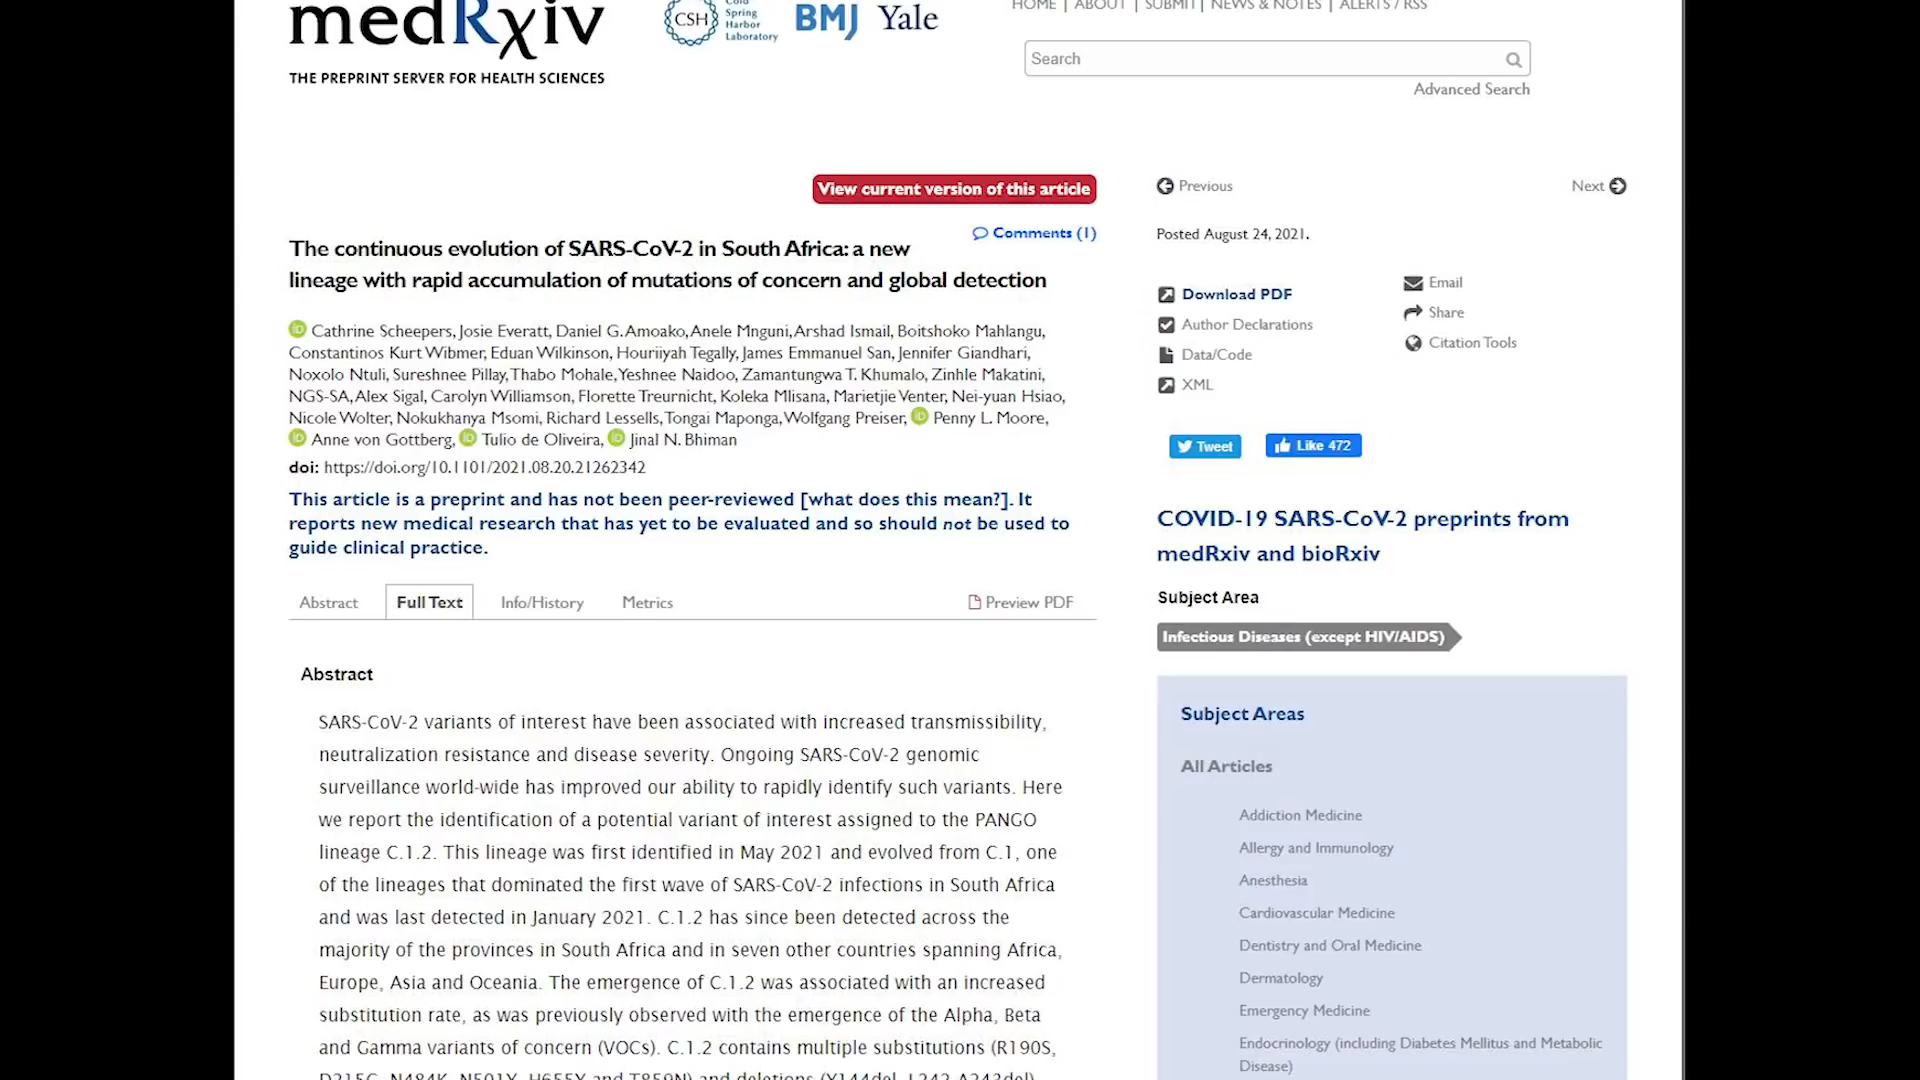 medRxiv
THE PREPRINT SERVER FOR HEALTH SCIENCES
CSH
Cold
Spring
Harbor
Laboratory
BMJ
Yale
HOME | ABOUT | SUBMIT | NEWS & NOTES | ALERTS / RSS
Search
Advanced Search
View current version of this article
Comments (1)
The continuous evolution of SARS-CoV-2 in South Africa: a new
lineage with rapid accumulation of mutations of concern and global detection
iD Cathrine Scheepers, Josie Everatt, Daniel G. Amoako, Anele Mnguni, Arshad Ismail, Boitshoko Mahlangu,
Constantinos Kurt Wibmer, Eduan Wilkinson, Houriiyah Tegally, James Emmanuel San, Jennifer Giandhari,
Noxolo Ntuli, Sureshnee Pillay, Thabo Mohale, Yeshnee Naidoo, Zamantungwa T. Khumalo, Zinhle Makatini,
NGS-SA, Alex Sigal, Carolyn Williamson, Florette Treurnicht, Koleka Mlisana, Marietjie Venter, Nei-yuan Hsiao,
Nicole Wolter, Nokukhanya Msomi, Richard Lessells, Tongai Maponga, Wolfgang Preiser, iD Penny L. Moore,
iD Anne von Gottberg, iD Tulio de Oliveira, iD Jinal N. Bhiman
doi: https://doi.org/10.1101/2021.08.20.21262342
This article is a preprint and has not been peer-reviewed [what does this mean?]. It
reports new medical research that has yet to be evaluated and so should not be used to
guide clinical practice.
Abstract
Full Text
Info/History
Metrics
Preview PDF
Abstract
SARS-CoV-2 variants of interest have been associated with increased transmissibility,
neutralization resistance and disease severity. Ongoing SARS-CoV-2 genomic
surveillance world-wide has improved our ability to rapidly identify such variants. Here
we report the identification of a potential variant of interest assigned to the PANGO
lineage C.1.2. This lineage was first identified in May 2021 and evolved from C.1, one
of the lineages that dominated the first wave of SARS-CoV-2 infections in South Africa
and was last detected in January 2021. C.1.2 has since been detected across the
majority of the provinces in South Africa and in seven other countries spanning Africa,
Europe, Asia and Oceania. The emergence of C.1.2 was associated with an increased
substitution rate, as was previously observed with the emergence of the Alpha, Beta
and Gamma variants of concern (VOCs). C.1.2 contains multiple substitutions (R190S,
D215G, N484K, N501Y, H655Y and T859N) and deletions (Y144del, L242-A243del)
Previous
Next
Posted August 24, 2021.
Download PDF
Author Declarations
Data/Code
XML
Email
Share
Citation Tools
Tweet
Like 472
COVID-19 SARS-CoV-2 preprints from
medRxiv and bioRxiv
Subject Area
Infectious Diseases (except HIV/AIDS)
Subject Areas
All Articles
Addiction Medicine
Allergy and Immunology
Anesthesia
Cardiovascular Medicine
Dentistry and Oral Medicine
Dermatology
Emergency Medicine
Endocrinology (including Diabetes Mellitus and Metabolic
Disease)